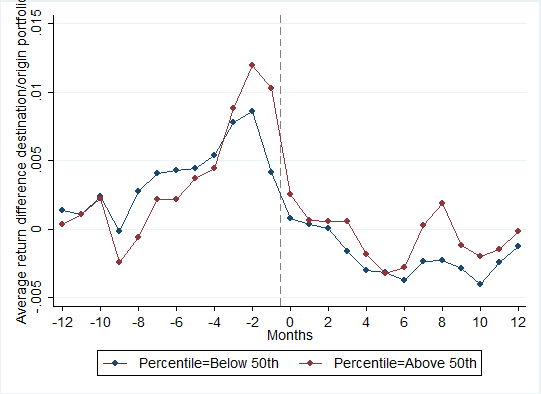 Average return difference destination/origin portfolio
.015
.01
.005
0
-.005
-12 -10 -8 -6 -4 -2 0 2 4 6 8 10 12
Months
Percentile=Below 50th Percentile=Above 50th